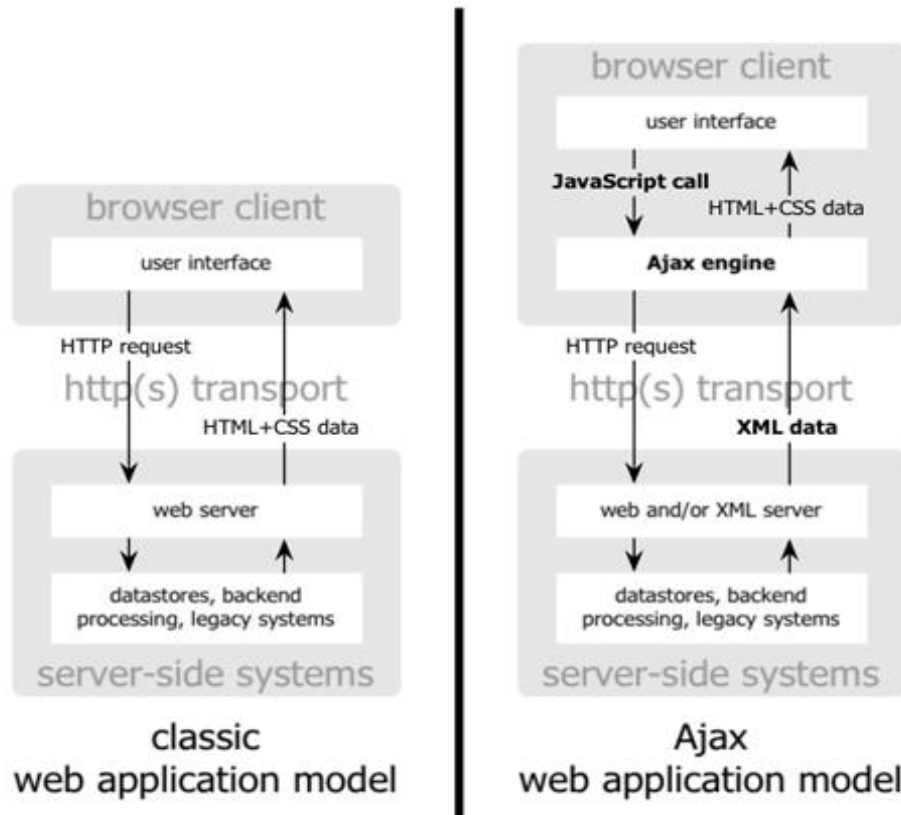 browser client
user interface
HTTP request
http(s) transport
HTML+CSS data
web server
datastores, backend
processing, legacy systems
server-side systems
classic
web application model
browser client
user interface
JavaScript call
HTML+CSS data
Ajax engine
HTTP request
http(s) transport
XML data
web and/or XML server
datastores, backend
processing, legacy systems
server-side systems
Ajax
web application model